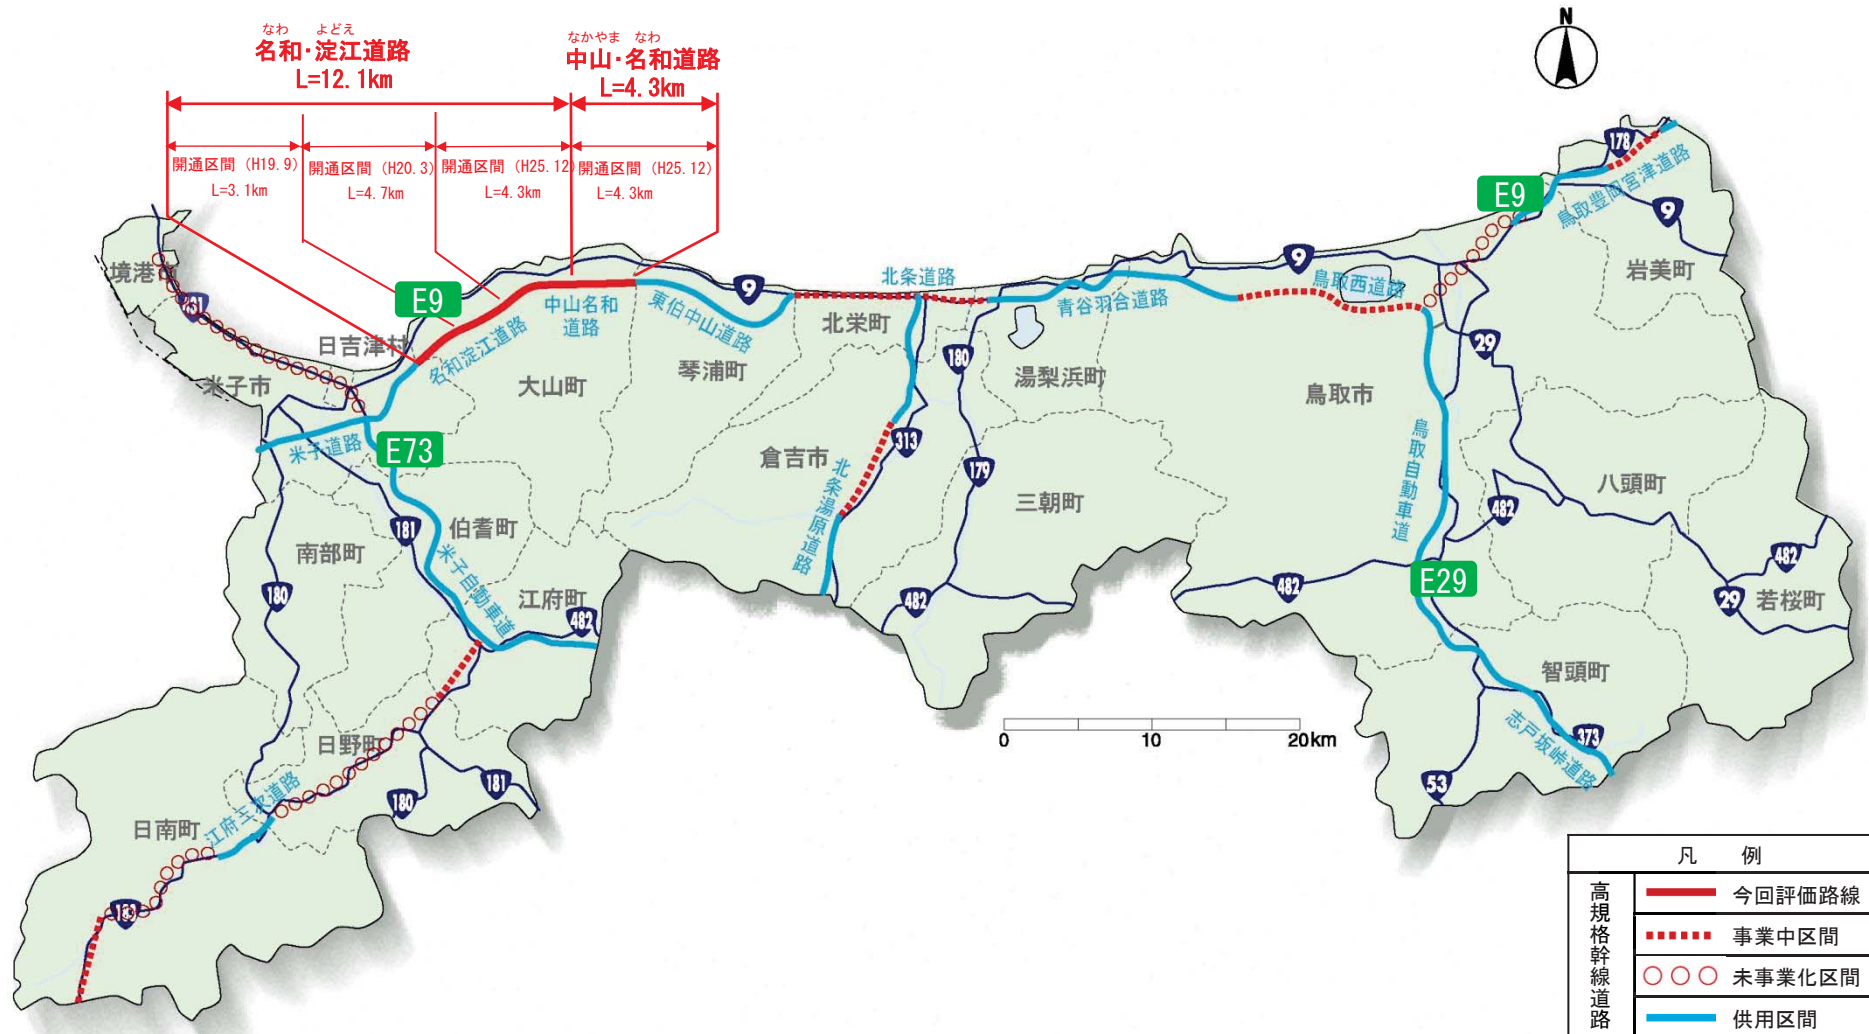 なわ よどえ
名和・淀江道路
L=12.1km
なかやま なわ
中山・名和道路
L=4.3km
開通区間 (H19.9)
L=3.1km
開通区間 (H20.3)
L=4.7km
開通区間 (H25.12)
L=4.3km
開通区間 (H25.12)
L=4.3km
N
178
E9
鳥取豊岡宮津道路
9
岩美町
境港市
日吉津村
米子市
E9
名和淀江道路
中山名和
道路
東伯中山道路
9
北条道路
青谷羽合道路
9
鳥取西道路
大山町
琴浦町
北栄町
180
湯梨浜町
鳥取市
29
米子道路
E73
倉吉市
313
179
三朝町
北条湯原道路
鳥取自動車道
八頭町
482
482
南部町
181
伯耆町
米子自動車道
180
江府町
482
482
482
E29
29
若桜町
智頭町
志戸坂峠道路
373
53
日野町
江府三次道路
180
181
日南町
0 10 20km
凡 例
高規格幹線道路
今回評価路線
事業中区間
未事業化区間
供用区間